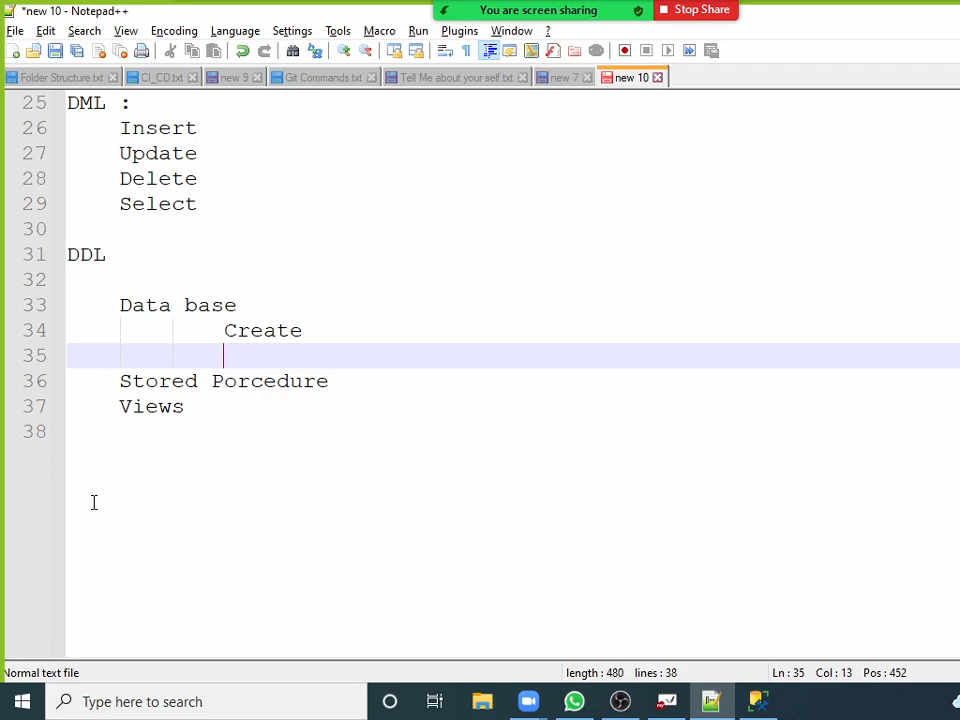 *new 10 - Notepad++
You are screen sharing
Stop Share
File Edit Search View Encoding Language Settings Tools Macro Run Plugins Window ?
Folder Structure.txt CI_CD.txt new 9 Git Commands.txt Tell Me about your self.txt new 7 new 10
25 DML :
26 Insert
27 Update
28 Delete
29 Select
30
31 DDL
32
33 Data base
34 Create
35
36 Stored Porcedure
37 Views
38
Normal text file length : 480 lines : 38 Ln : 35 Col : 13 Pos : 452
Type here to search